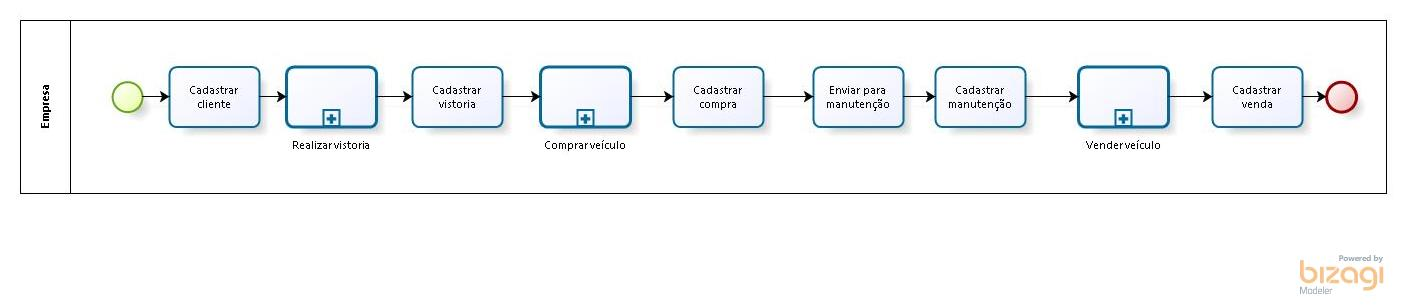 Empresa
Cadastrar
cliente
Realizar vistoria
Cadastrar
vistoria
Comprar veículo
Cadastrar
compra
Enviar para
manutenção
Cadastrar
manutenção
Vender veículo
Cadastrar
venda
Powered by
bizagi
Modeler